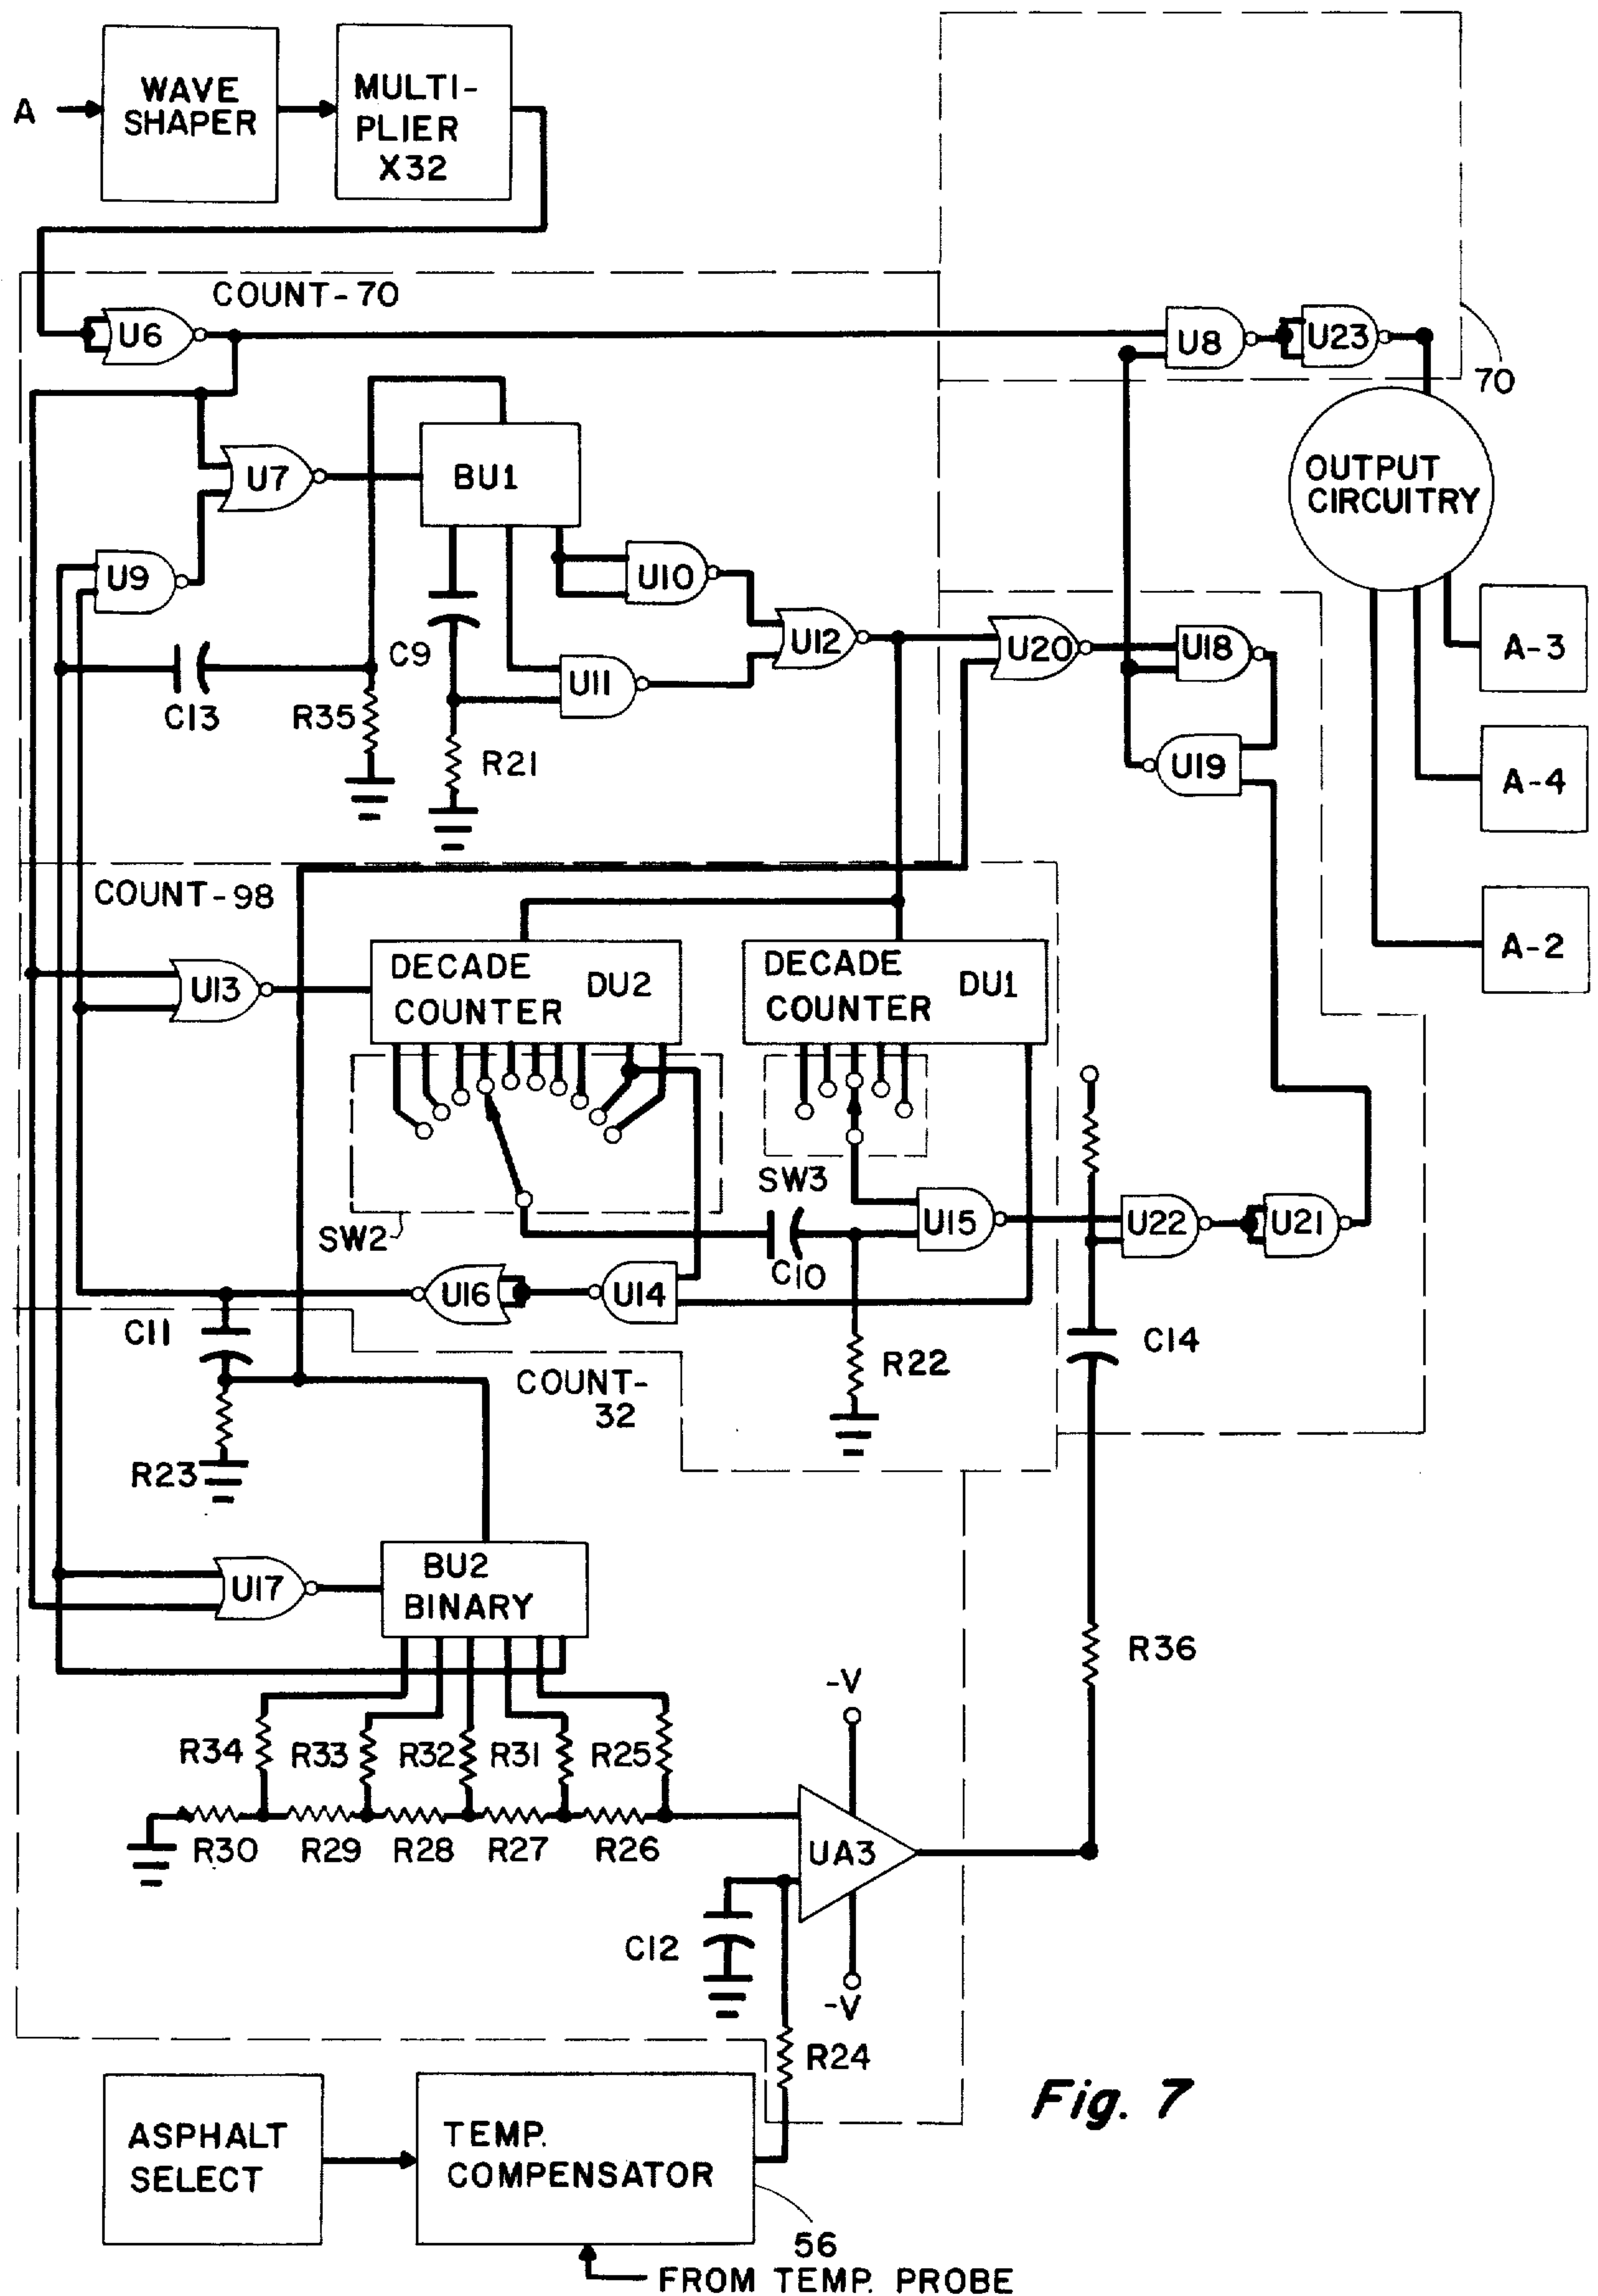 A
WAVE
SHAPER
MULTI-
PLIER
X32
COUNT-70
U6
U8
U23
70
U7
BU1
OUTPUT
CIRCUITRY
U9
U10
C9
U12
U20
U18
A-3
U11
C13
R35
R21
U19
A-4
COUNT-98
A-2
U13
DECADE
COUNTER
DU2
DECADE
COUNTER
DU1
SW3
SW2
U15
U22
U21
C10
U16
U14
C11
C14
R22
COUNT-
32
R23
U17
BU2
BINARY
R36
-V
R34
R33
R32
R31
R25
R30
R29
R28
R27
R26
UA3
C12
-V
R24
Fig. 7
ASPHALT
SELECT
TEMP.
COMPENSATOR
56
FROM TEMP. PROBE